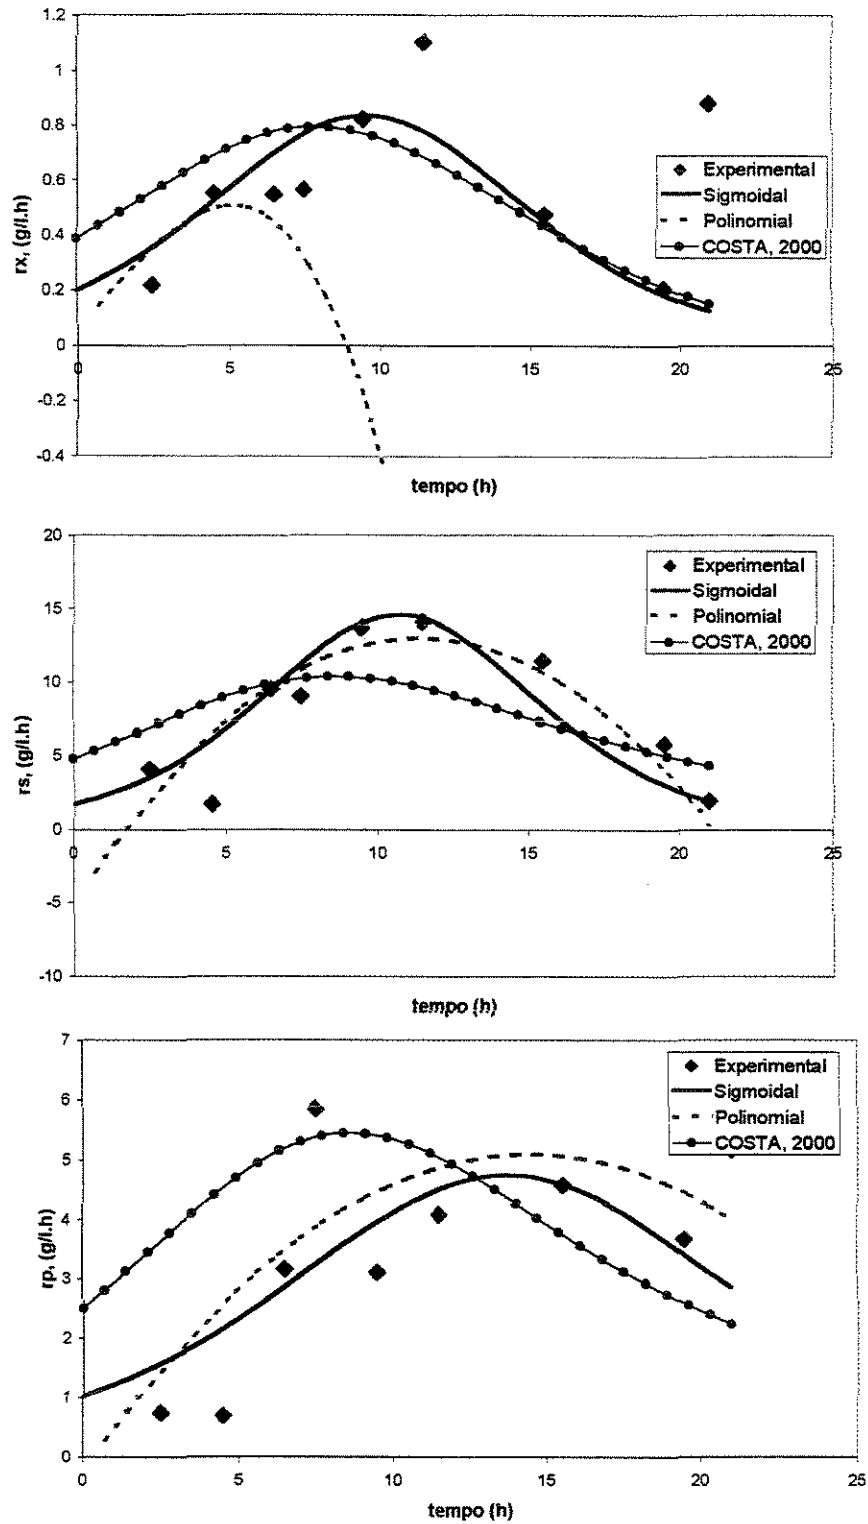 1.2
1
0.8
0.6
0.4
0.2
0
-0.2
-0.4
rx, (g/l.h)
Experimental
Sigmoidal
Polinomial
COSTA, 2000
0 5 10 15 20 25
tempo (h)
20
15
10
5
0
-5
-10
rs, (g/l.h)
Experimental
Sigmoidal
Polinomial
COSTA, 2000
0 5 10 15 20 25
tempo (h)
7
6
5
4
3
2
1
0
rp, (g/l.h)
Experimental
Sigmoidal
Polinomial
COSTA, 2000
0 5 10 15 20 25
tempo (h)